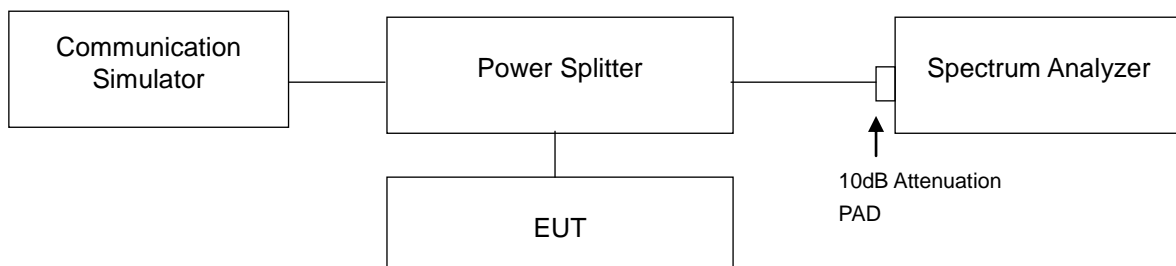 Communication
Simulator
Power Splitter
Spectrum Analyzer
10dB Attenuation
PAD
EUT